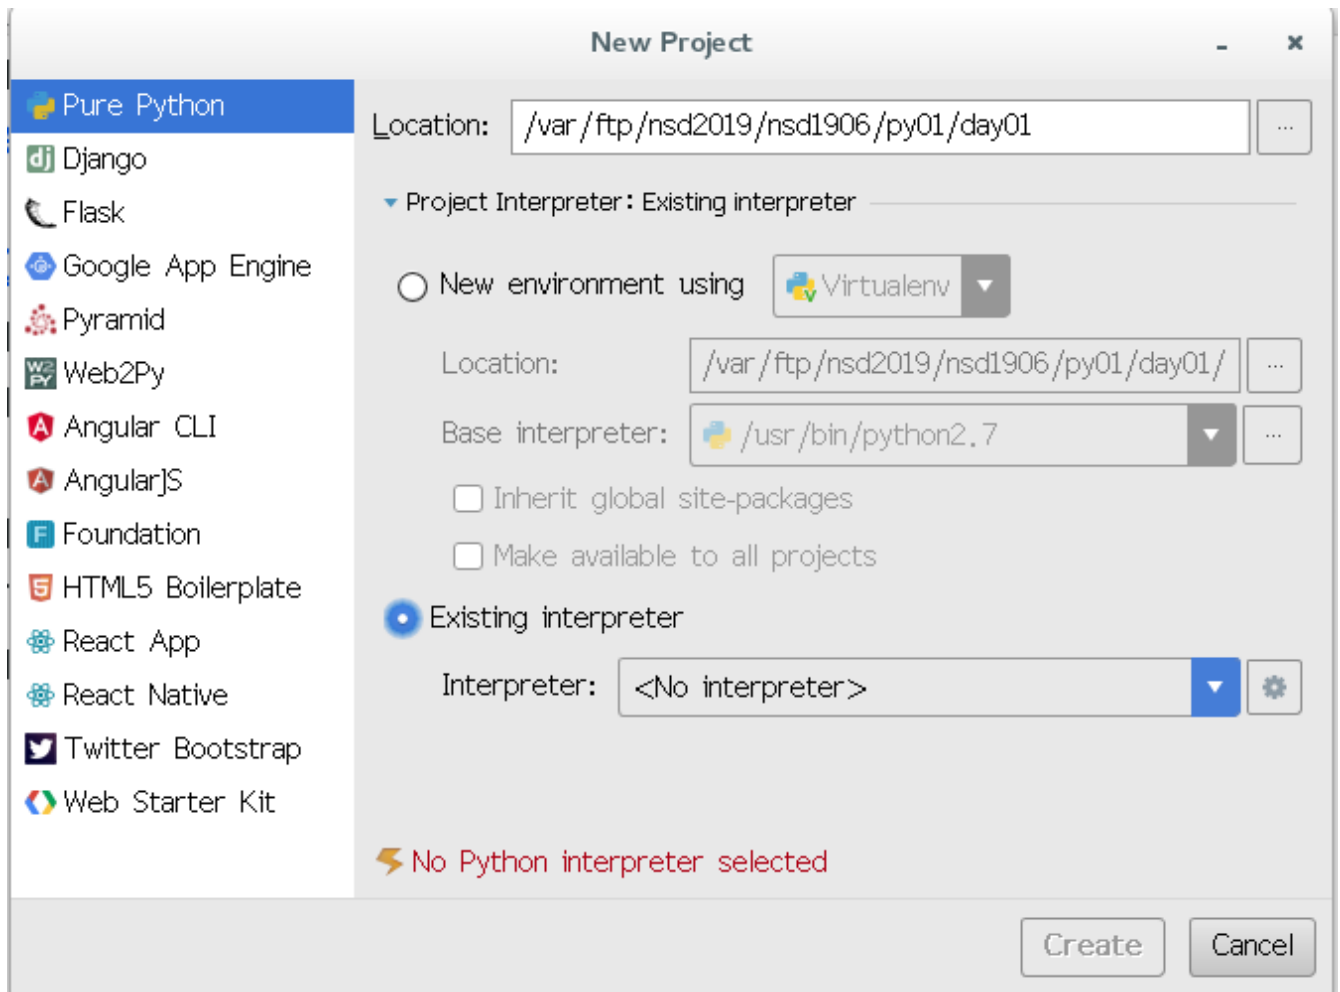 New Project
Pure Python
Django
Flask
Google App Engine
Pyramid
Web2Py
Angular CLI
AngularJS
Foundation
HTML5 Boilerplate
React App
React Native
Twitter Bootstrap
Web Starter Kit
Location: /var/ftp/nsd2019/nsd1906/py01/day01 ...
Project Interpreter: Existing interpreter
New environment using Virtualenv
Location: /var/ftp/nsd2019/nsd1906/py01/day01/ ...
Base interpreter: /usr/bin/python2.7 ...
Inherit global site-packages
Make available to all projects
Existing interpreter
Interpreter: <No interpreter>
No Python interpreter selected
Create Cancel